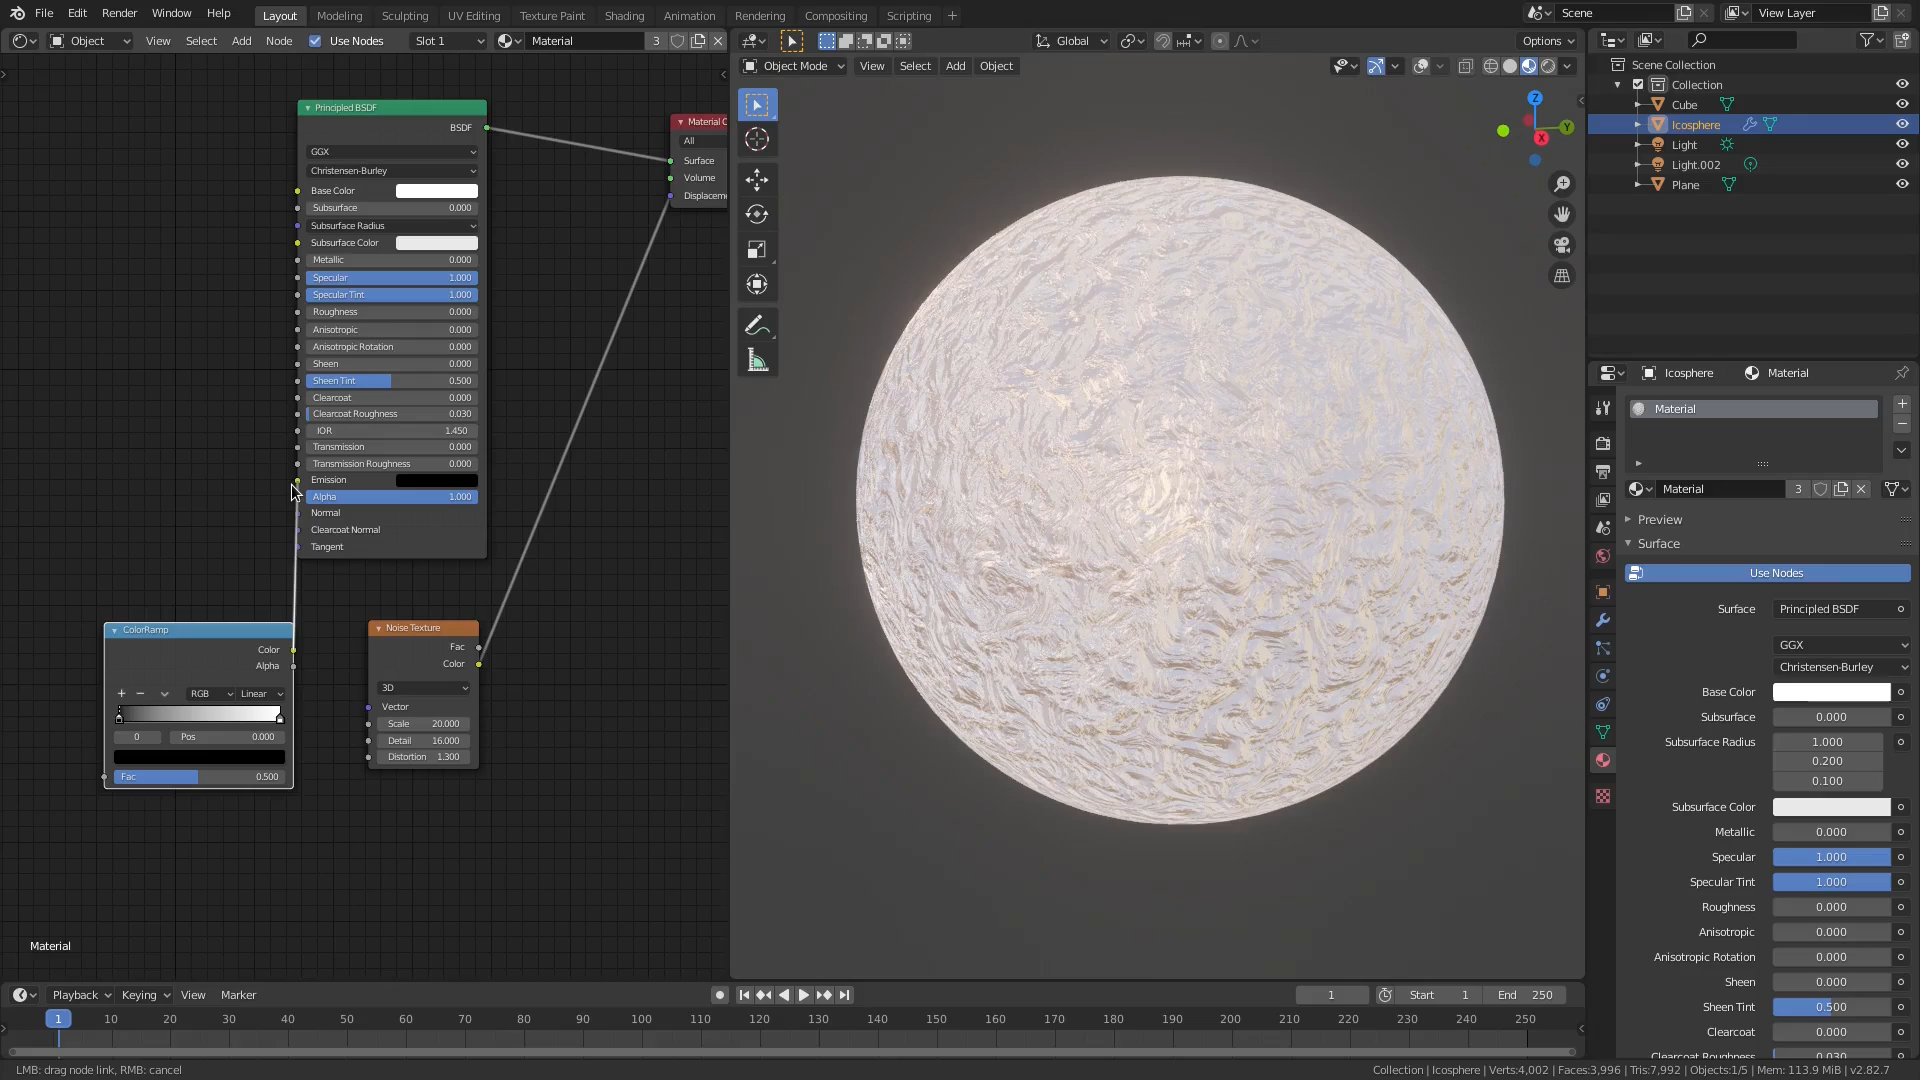 File Edit Render Window Help Layout Modeling Sculpting UV Editing Texture Paint Shading Animation Rendering Compositing Scripting + Scene View Layer
Object View Select Add Node Use Nodes Slot 1 Material 3 Global Options
Object Mode View Select Add Object
Z
Y
X
Scene Collection
Collection
Cube
Icosphere
Light
Light.002
Plane
Principled BSDF
BSDF
GGX
Christensen-Burley
Base Color
Subsurface 0.000
Subsurface Radius
Subsurface Color
Metallic 0.000
Specular 1.000
Specular Tint 1.000
Roughness 0.000
Anisotropic 0.000
Anisotropic Rotation 0.000
Sheen 0.000
Sheen Tint 0.500
Clearcoat 0.000
Clearcoat Roughness 0.030
IOR 1.450
Transmission 0.000
Transmission Roughness 0.000
Emission
Alpha 1.000
Normal
Clearcoat Normal
Tangent
Material O
All
Surface
Volume
Displacem
ColorRamp
Color
Alpha
RGB Linear
0 Pos 0.000
Fac 0.500
Noise Texture
Fac
Color
3D
Vector
Scale 20.000
Detail 16.000
Distortion 1.300
Material
Icosphere Material
Material
Material 3
Preview
Surface
Use Nodes
Surface Principled BSDF
GGX
Christensen-Burley
Base Color
Subsurface 0.000
Subsurface Radius 1.000
0.200
0.100
Subsurface Color
Metallic 0.000
Specular 1.000
Specular Tint 1.000
Roughness 0.000
Anisotropic 0.000
Anisotropic Rotation 0.000
Sheen 0.000
Sheen Tint 0.500
Clearcoat 0.000
Clearcoat Roughness 0.030
Playback Keying View Marker 1 Start 1 End 250
1 10 20 30 40 50 60 70 80 90 100 110 120 130 140 150 160 170 180 190 200 210 220 230 240 250
LMB: drag node link, RMB: cancel
Collection | Icosphere | Verts:4,002 | Faces:3,996 | Tris:7,992 | Objects:1/5 | Mem: 113.9 MiB | v2.82.7